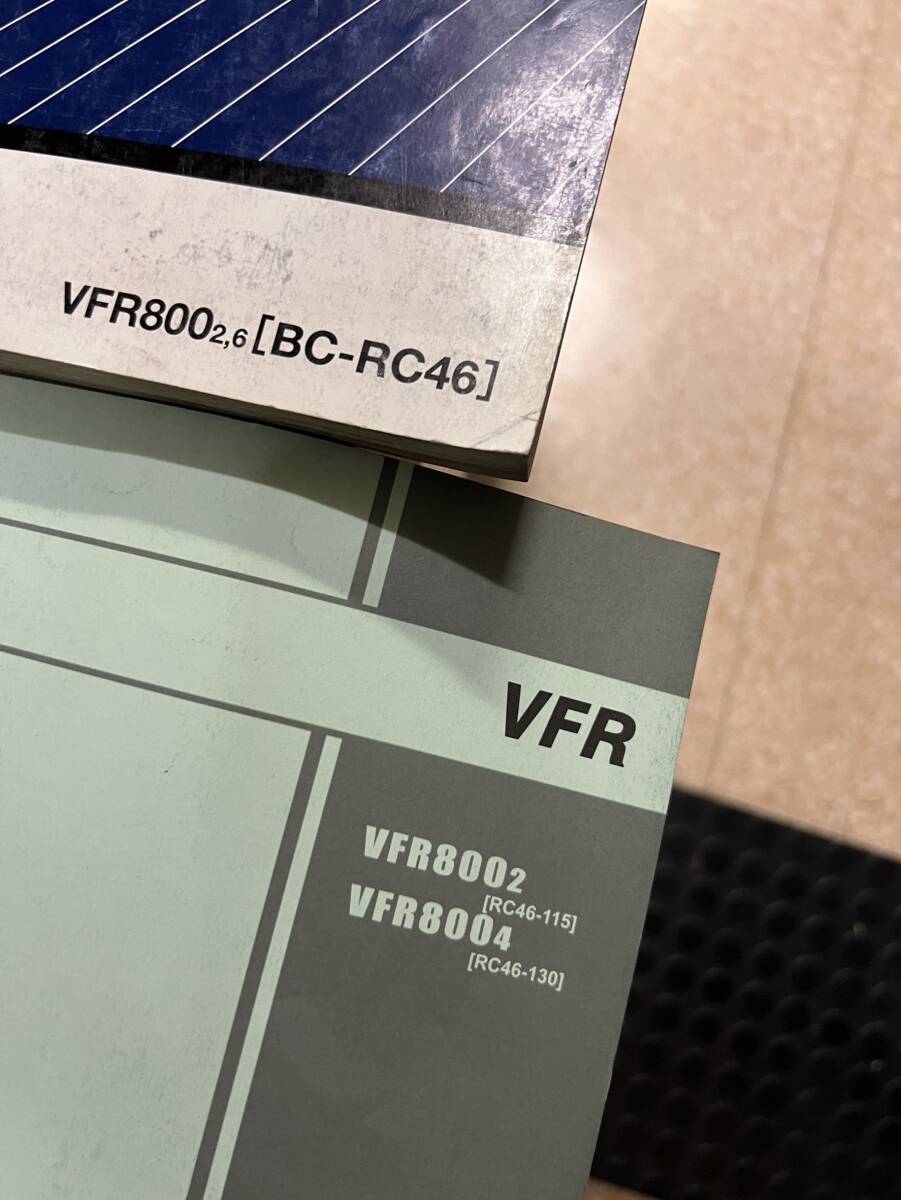 VFR800₂,₆[BC-RC46]
VFR
VFR800₂
[RC46-115]
VFR800₄
[RC46-130]